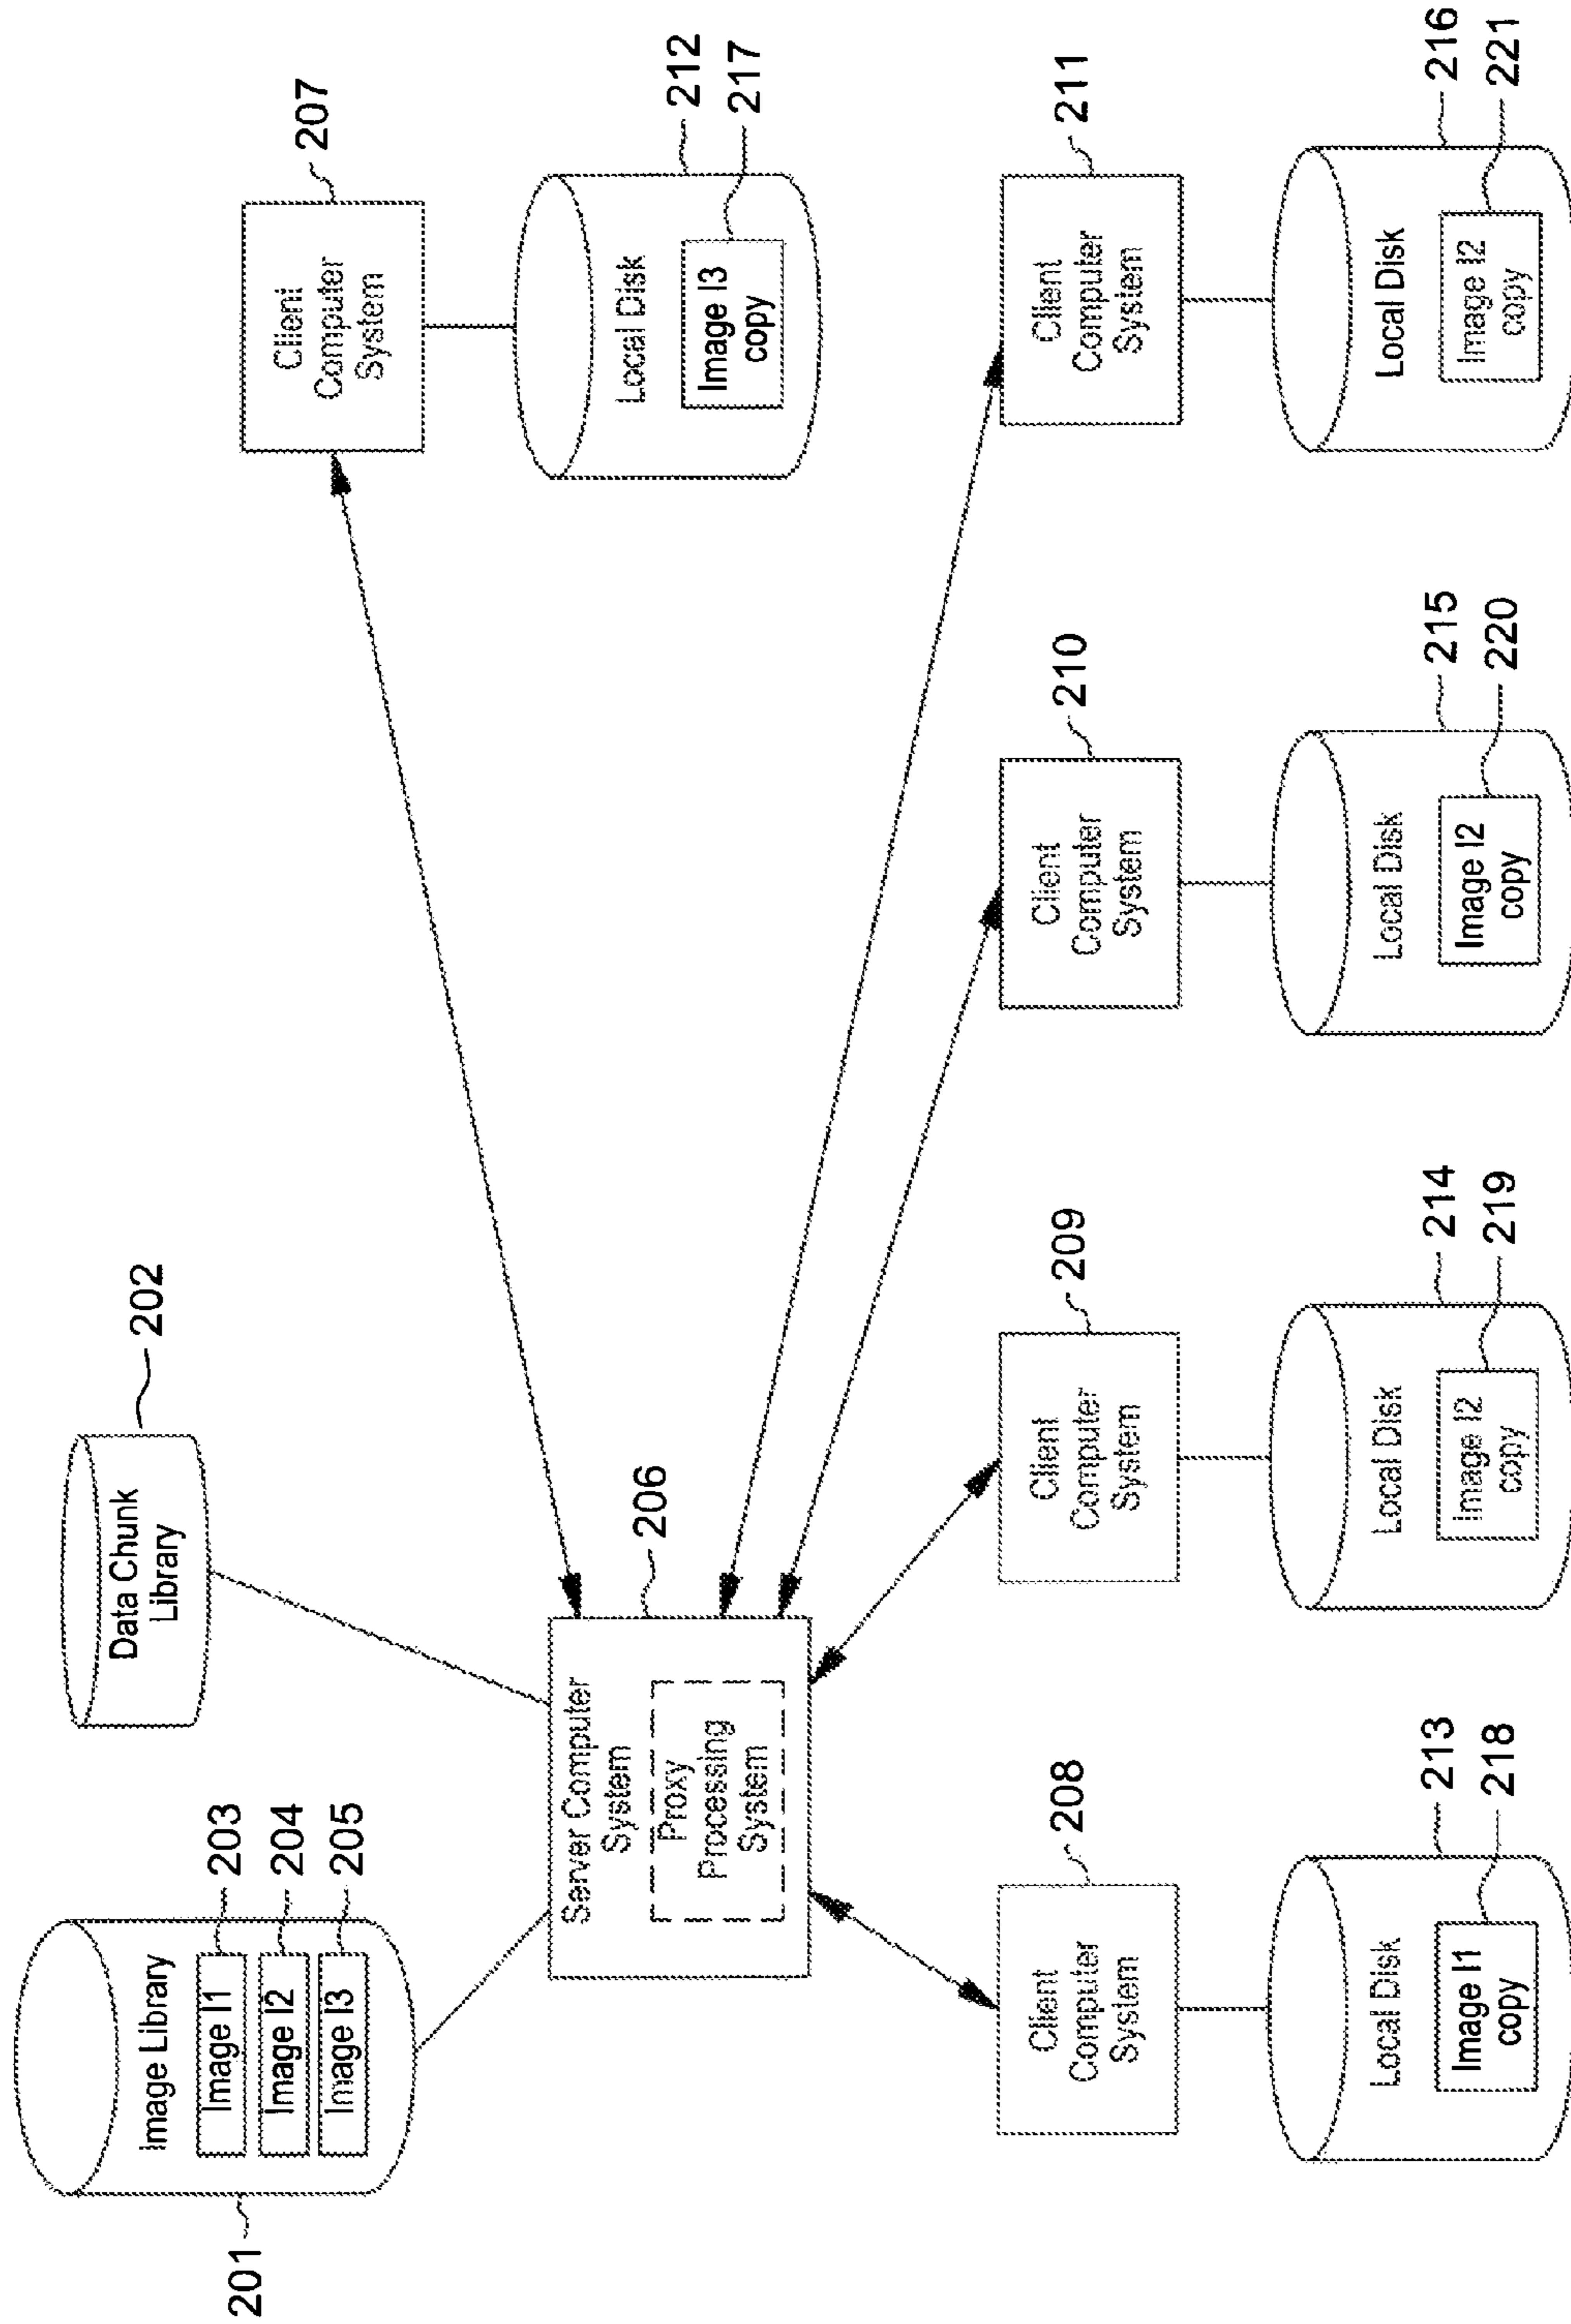 201
Image Library
Image I1
Image I2
Image I3
203
204
205
Data Chunk
Library
202
Server Computer
System
Proxy
Processing
System
206
Client
Computer
System
207
Local Disk
Image I3
copy
212
217
Client
Computer
System
208
Local Disk
Image I1
copy
213
218
Client
Computer
System
209
Local Disk
Image I2
copy
214
219
Client
Computer
System
210
Local Disk
Image I2
copy
215
220
Client
Computer
System
211
Local Disk
Image I2
copy
216
221